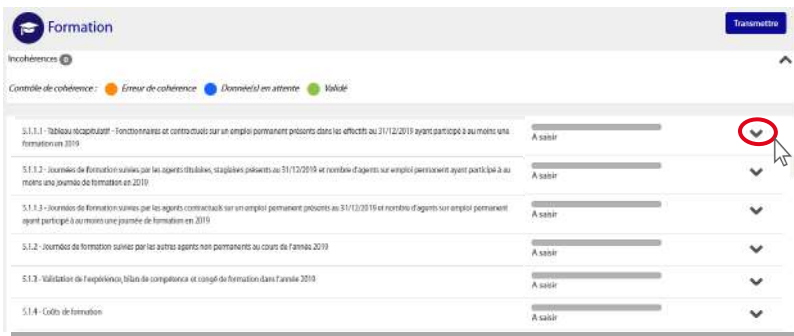 Formation
Transmettre
Incohérences 0
Contrôle de cohérence : Erreur de cohérence Donnée(s) en attente Validé
5.1.1.1 - Tableau récapitulatif - Fonctionnaires et contractuels sur un emploi permanent présents dans les effectifs au 31/12/2019 ayant participé à au moins une
formation en 2019
A saisir
5.1.1.2 - Journées de formation suivies par les agents titulaires, stagiaires présents au 31/12/2019 et nombre d'agents sur emploi permanent ayant participé à au
moins une journée de formation en 2019
A saisir
5.1.1.3 - Journées de formation suivies par les agents contractuels sur un emploi permanent présents au 31/12/2019 et nombre d'agents sur emploi permanent
ayant participé à au moins une journée de formation en 2019
A saisir
5.1.2 - Journées de formation suivies par les autres agents non permanents au cours de l'année 2019
A saisir
5.1.3 - Validation de l'expérience, bilan de compétence et congé de formation dans l'année 2019
A saisir
5.1.4 - Coûts de formation
A saisir